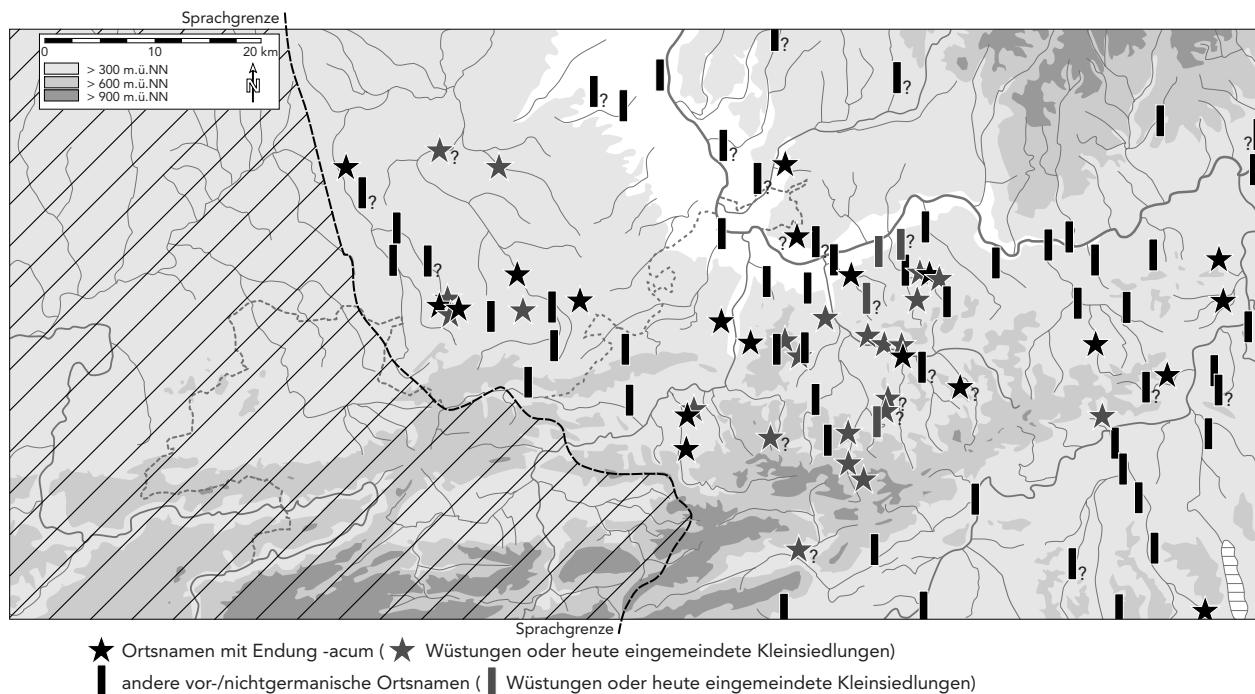 Sprachgrenze
0 10 20 km
> 300 m.ü.NN
> 600 m.ü.NN
> 900 m.ü.NN
N
? ?
?
?
?
?
?
?
?
? ?
?
?
?
?
?
?
?
?
?
?
?
Sprachgrenze
Ortsnamen mit Endung -acum ( Wüstungen oder heute eingemeindete Kleinsiedlungen)
andere vor-/nichtgermanische Ortsnamen ( Wüstungen oder heute eingemeindete Kleinsiedlungen)